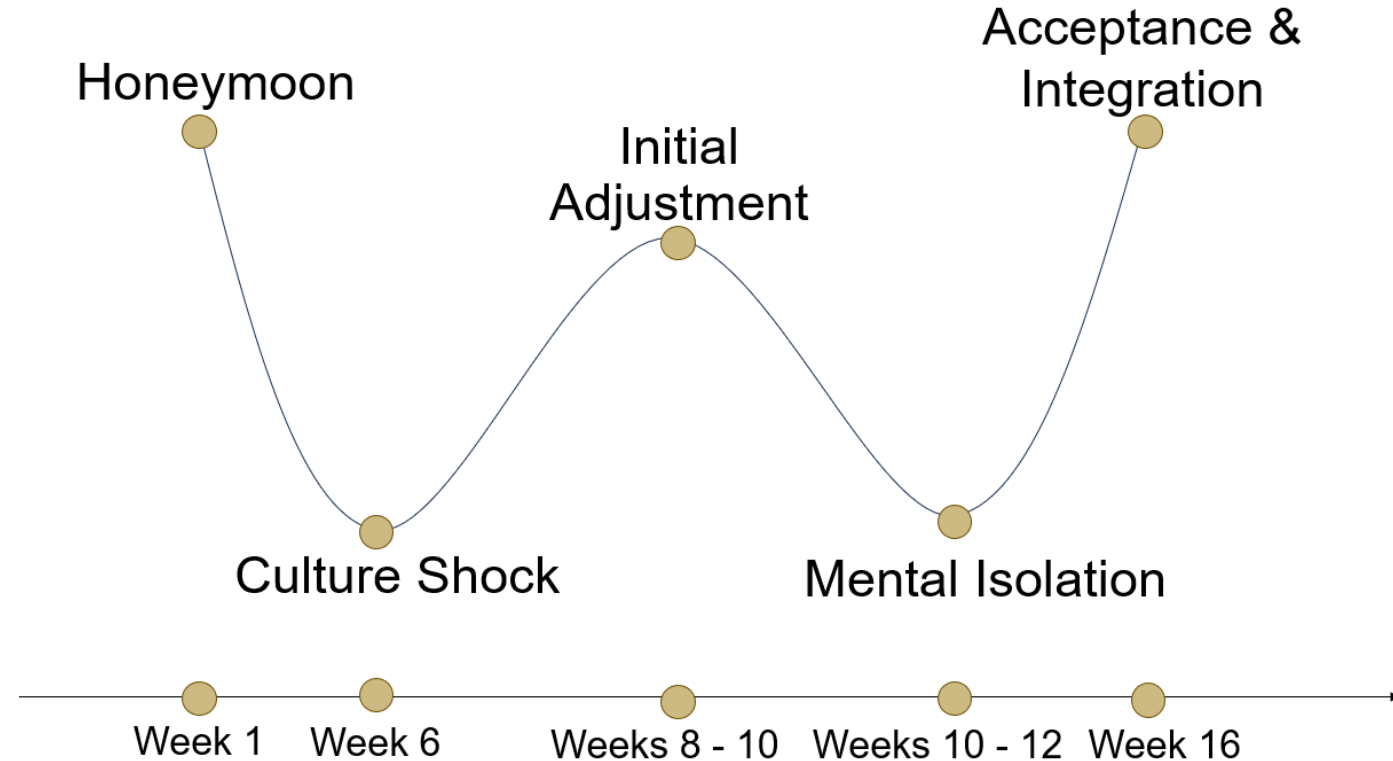 Honeymoon
Acceptance &
Integration
Initial
Adjustment
Culture Shock
Mental Isolation
Week 1
Week 6
Weeks 8 - 10
Weeks 10 - 12
Week 16